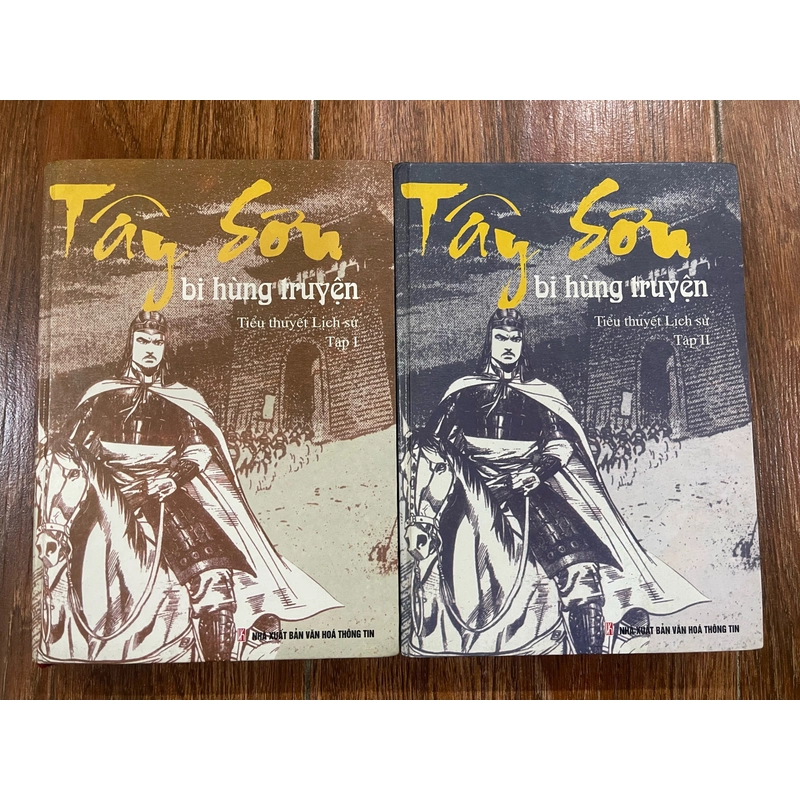 Tây Sơn
bi hùng truyện
Tiểu thuyết Lịch sử
Tập I
NHÀ XUẤT BẢN VĂN HOÁ THÔNG TIN
Tây Sơn
bi hùng truyện
Tiểu thuyết Lịch sử
Tập II
NHÀ XUẤT BẢN VĂN HOÁ THÔNG TIN